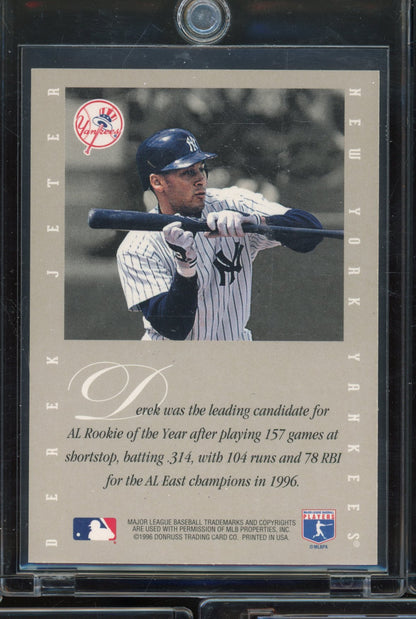 Yankees
DEREK JETER
NEW YORK YANKEES®
NY
Derek was the leading candidate for
AL Rookie of the Year after playing 157 games at
shortstop, batting .314, with 104 runs and 78 RBI
for the AL East champions in 1996.
MAJOR LEAGUE BASEBALL TRADEMARKS AND COPYRIGHTS
ARE USED WITH PERMISSION OF MLB PROPERTIES, INC.
©1996 DONRUSS TRADING CARD CO. PRINTED IN USA.
MAJOR LEAGUE BASEBALL
PLAYERS
©MLBPA